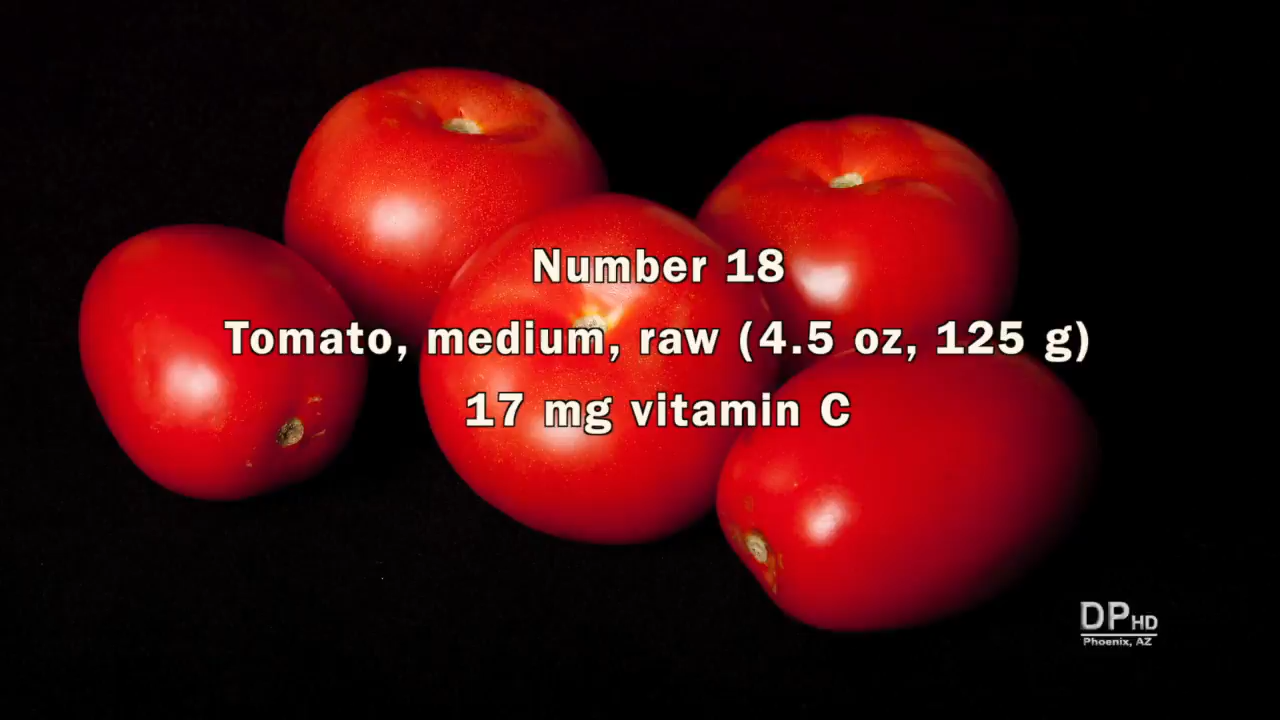 Number 18
Tomato, medium, raw (4.5 oz, 125 g)
17 mg vitamin C
DPHD
Phoenix, AZ